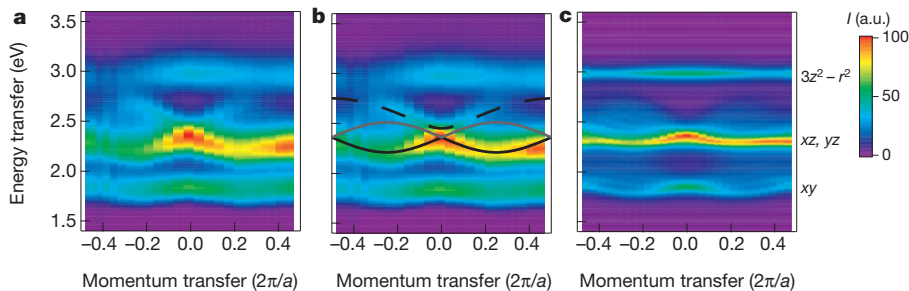 a
b
c
I (a.u.)
Energy transfer (eV)
3.5
3.0
2.5
2.0
1.5
3z² – r²
xz, yz
xy
100
0
–0.4 –0.2 0.0 0.2 0.4
–0.4 –0.2 0.0 0.2 0.4
–0.4 –0.2 0.0 0.2 0.4
Momentum transfer (2π/a)
Momentum transfer (2π/a)
Momentum transfer (2π/a)